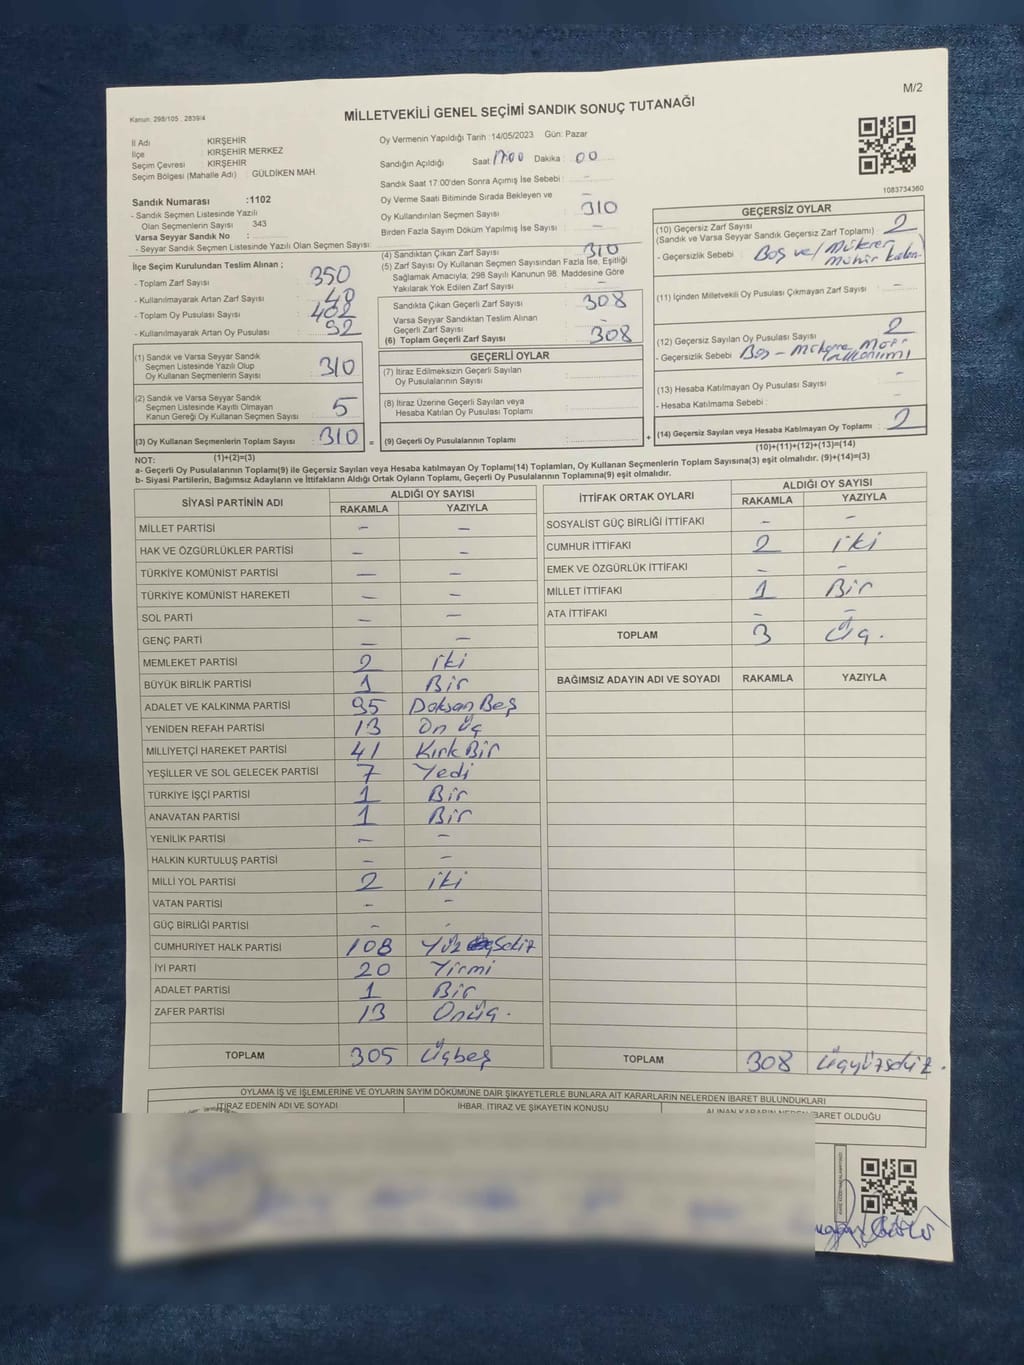 M/2
Kanun: 298/105 , 2839/4
MİLLETVEKİLİ GENEL SEÇİMİ SANDIK SONUÇ TUTANAĞI
İl Adı : KIRŞEHİR
İlçe : KIRŞEHİR MERKEZ
Seçim Çevresi : KIRŞEHİR
Seçim Bölgesi (Mahalle Adı) : GÜLDİKEN MAH
Sandık Numarası :1102
- Sandık Seçmen Listesinde Yazılı
Olan Seçmenlerin Sayısı : 343
Varsa Seyyar Sandık No :
- Seyyar Sandık Seçmen Listesinde Yazılı Olan Seçmen Sayısı:
Oy Vermenin Yapıldığı Tarih :14/05/2023 Gün: Pazar
Sandığın Açıldığı Saat: 17:00 Dakika : 00
Sandık Saat 17:00'den Sonra Açımış İse Sebebi : -
Oy Verme Saati Bitiminde Sırada Bekleyen ve
Oy Kullandırılan Seçmen Sayısı : 310
Birden Fazla Sayım Döküm Yapılmış İse Sayısı : -
1083734360
İlçe Seçim Kurulundan Teslim Alınan ;
- Toplam Zarf Sayısı : 350
- Kullanılmayarak Artan Zarf Sayısı : 40
- Toplam Oy Pusulası Sayısı : 402
- Kullanılmayarak Artan Oy Pusulası : 92
(1) Sandık ve Varsa Seyyar Sandık
Seçmen Listesinde Yazılı Olup
Oy Kullanan Seçmenlerin Sayısı : 310
(2) Sandık ve Varsa Seyyar Sandık
Seçmen Listesinde Kayıtlı Olmayan
Kanun Gereği Oy Kullanan Seçmen Sayısı : 5
(3) Oy Kullanan Seçmenlerin Toplam Sayısı : 310 =
(4) Sandıktan Çıkan Zarf Sayısı : 310
(5) Zarf Sayısı Oy Kullanan Seçmen Sayısından Fazla İse, Eşitliği
Sağlamak Amacıyla; 298 Sayılı Kanunun 98. Maddesine Göre
Yakılarak Yok Edilen Zarf Sayısı : -
Sandıkta Çıkan Geçerli Zarf Sayısı : 308
Varsa Seyyar Sandıktan Teslim Alınan
Geçerli Zarf Sayısı : -
(6) Toplam Geçerli Zarf Sayısı : 308
GEÇERLİ OYLAR
(7) İtiraz Edilmeksizin Geçerli Sayılan
Oy Pusulalarının Sayısı :
(8) İtiraz Üzerine Geçerli Sayılan veya
Hesaba Katılan Oy Pusulası Toplamı :
(9) Geçerli Oy Pusulalarının Toplamı : +
GEÇERSİZ OYLAR
(10) Geçersiz Zarf Sayısı : 2
(Sandık ve Varsa Seyyar Sandık Geçersiz Zarf Toplamı)
- Geçersizlik Sebebi : Boş
(11) İçinden Milletvekili Oy Pusulası Çıkmayan Zarf Sayısı : -
(12) Geçersiz Sayılan Oy Pusulası Sayısı : 2
- Geçersizlik Sebebi : Boş -
(13) Hesaba Katılmayan Oy Pusulası Sayısı : -
- Hesaba Katılmama Sebebi : -
(14) Geçersiz Sayılan veya Hesaba Katılmayan Oy Toplamı : 2
NOT: (1)+(2)=(3) (10)+(11)+(12)+(13)=(14)
a- Geçerli Oy Pusulalarının Toplamı(9) ile Geçersiz Sayılan veya Hesaba katılmayan Oy Toplamı(14) Toplamları, Oy Kullanan Seçmenlerin Toplam Sayısına(3) eşit olmalıdır. (9)+(14)=(3)
b- Siyasi Partilerin, Bağımsız Adayların ve İttifakların Aldığı Ortak Oyların Toplamı, Geçerli Oy Pusulalarının Toplamına(9) eşit olmalıdır.
SİYASİ PARTİNİN ADI ALDIĞI OY SAYISI
RAKAMLA YAZIYLA
MİLLET PARTİSİ - -
HAK VE ÖZGÜRLÜKLER PARTİSİ - -
TÜRKİYE KOMÜNİST PARTİSİ - -
TÜRKİYE KOMÜNİST HAREKETİ - -
SOL PARTİ - -
GENÇ PARTİ - -
MEMLEKET PARTİSİ 2 iki
BÜYÜK BİRLİK PARTİSİ 1 Bir
ADALET VE KALKINMA PARTİSİ 95 Doksan Beş
YENİDEN REFAH PARTİSİ 13 On üç
MİLLİYETÇİ HAREKET PARTİSİ 41 Kırk Bir
YEŞİLLER VE SOL GELECEK PARTİSİ 7 Yedi
TÜRKİYE İŞÇİ PARTİSİ 1 Bir
ANAVATAN PARTİSİ 1 Bir
YENİLİK PARTİSİ - -
HALKIN KURTULUŞ PARTİSİ - -
MİLLİ YOL PARTİSİ 2 iki
VATAN PARTİSİ - -
GÜÇ BİRLİĞİ PARTİSİ - -
CUMHURİYET HALK PARTİSİ 108 Yüz Sekiz
İYİ PARTİ 20 Yirmi
ADALET PARTİSİ 1 Bir
ZAFER PARTİSİ 13 Onüç.
TOPLAM 305 Üçbeş
İTTİFAK ORTAK OYLARI ALDIĞI OY SAYISI
RAKAMLA YAZIYLA
SOSYALİST GÜÇ BİRLİĞİ İTTİFAKI - -
CUMHUR İTTİFAKI 2 iki
EMEK VE ÖZGÜRLÜK İTTİFAKI - -
MİLLET İTTİFAKI 1 Bir
ATA İTTİFAKI - -
TOPLAM 3 Üç.
BAĞIMSIZ ADAYIN ADI VE SOYADI RAKAMLA YAZIYLA
TOPLAM 308 Üçyüzsekiz.
OYLAMA İŞ VE İŞLEMLERİNE VE OYLARIN SAYIM DÖKÜMÜNE DAİR ŞİKAYETLERLE BUNLARA AİT KARARLARIN NELERDEN İBARET BULUNDUKLARI
İTİRAZ EDENİN ADI VE SOYADI İHBAR, İTİRAZ VE ŞİKAYETİN KONUSU ALINAN KARARIN NEDEN İBARET OLDUĞU